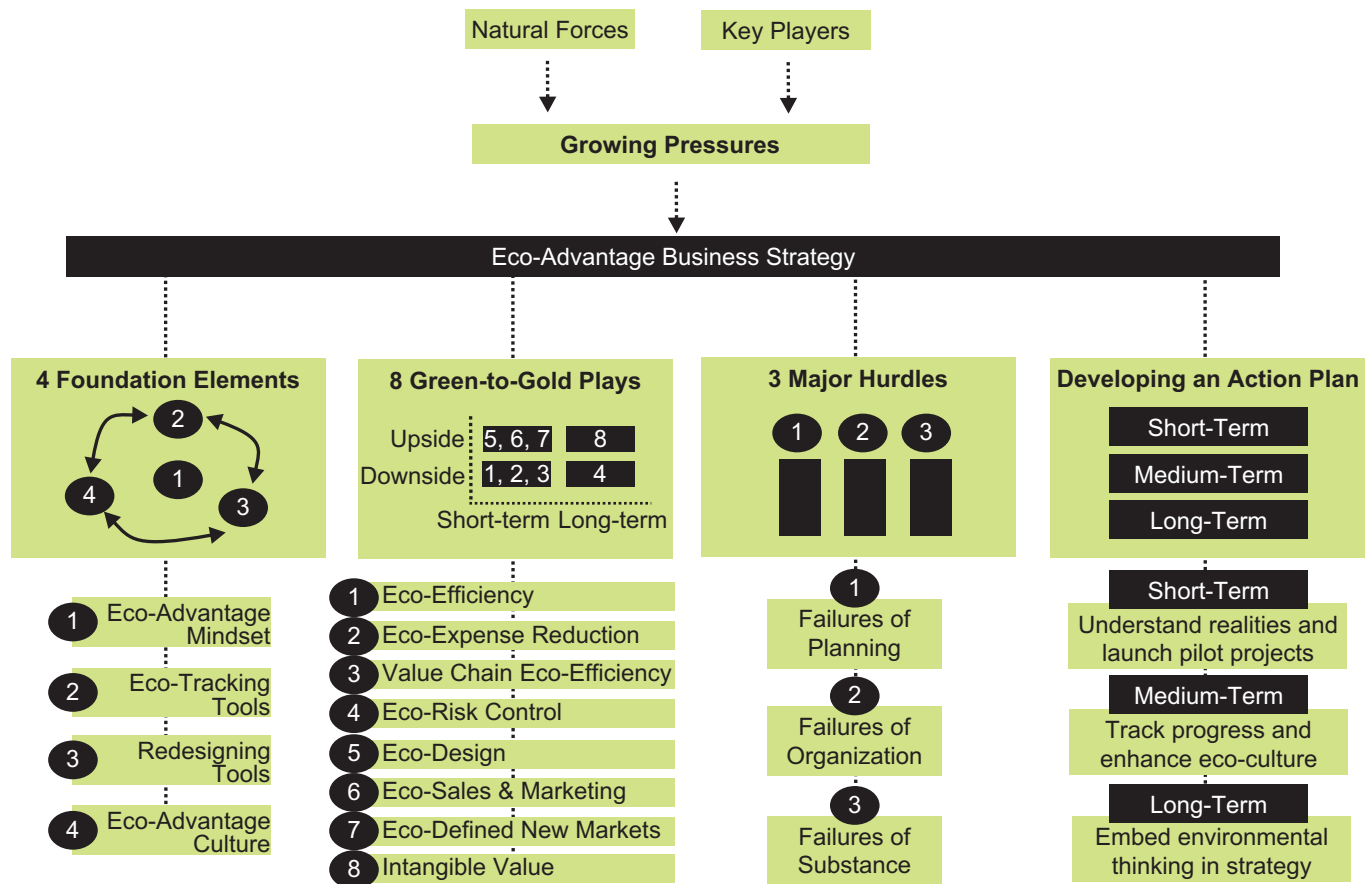 Natural Forces
Key Players
Growing Pressures
Eco-Advantage Business Strategy
4 Foundation Elements
2
1
4
3
8 Green-to-Gold Plays
Upside
5, 6, 7
8
Downside
1, 2, 3
4
Short-term
Long-term
3 Major Hurdles
1
2
3
Developing an Action Plan
Short-Term
Medium-Term
Long-Term
1
Eco-Advantage
Mindset
2
Eco-Tracking
Tools
3
Redesigning
Tools
4
Eco-Advantage
Culture
1
Eco-Efficiency
2
Eco-Expense Reduction
3
Value Chain Eco-Efficiency
4
Eco-Risk Control
5
Eco-Design
6
Eco-Sales & Marketing
7
Eco-Defined New Markets
8
Intangible Value
1
Failures of
Planning
2
Failures of
Organization
3
Failures of
Substance
Short-Term
Understand realities and
launch pilot projects
Medium-Term
Track progress and
enhance eco-culture
Long-Term
Embed environmental
thinking in strategy